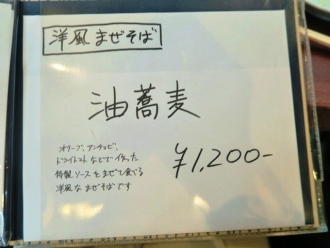 洋風 まぜそば
油蕎麦
オリーブ、アンチョビ、
ドライトマト などで 作った
特製 ソースを まぜて 食べる
洋風な まぜそばです
¥1,200-